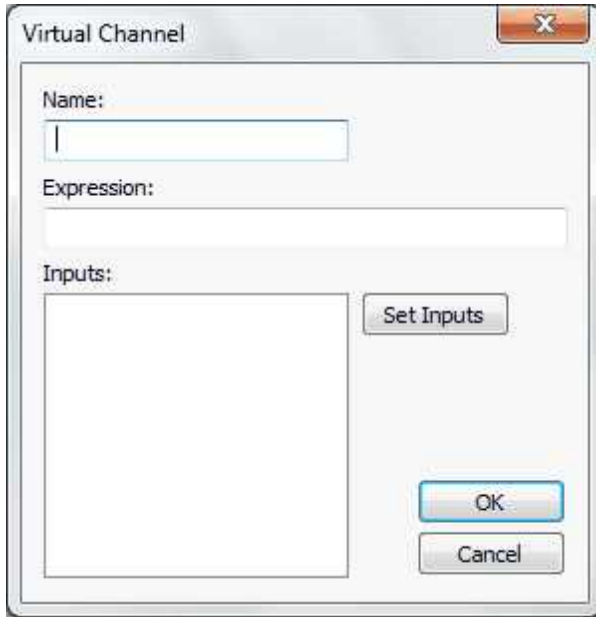 Virtual Channel
Name:
Expression:
Inputs:
Set Inputs
OK
Cancel